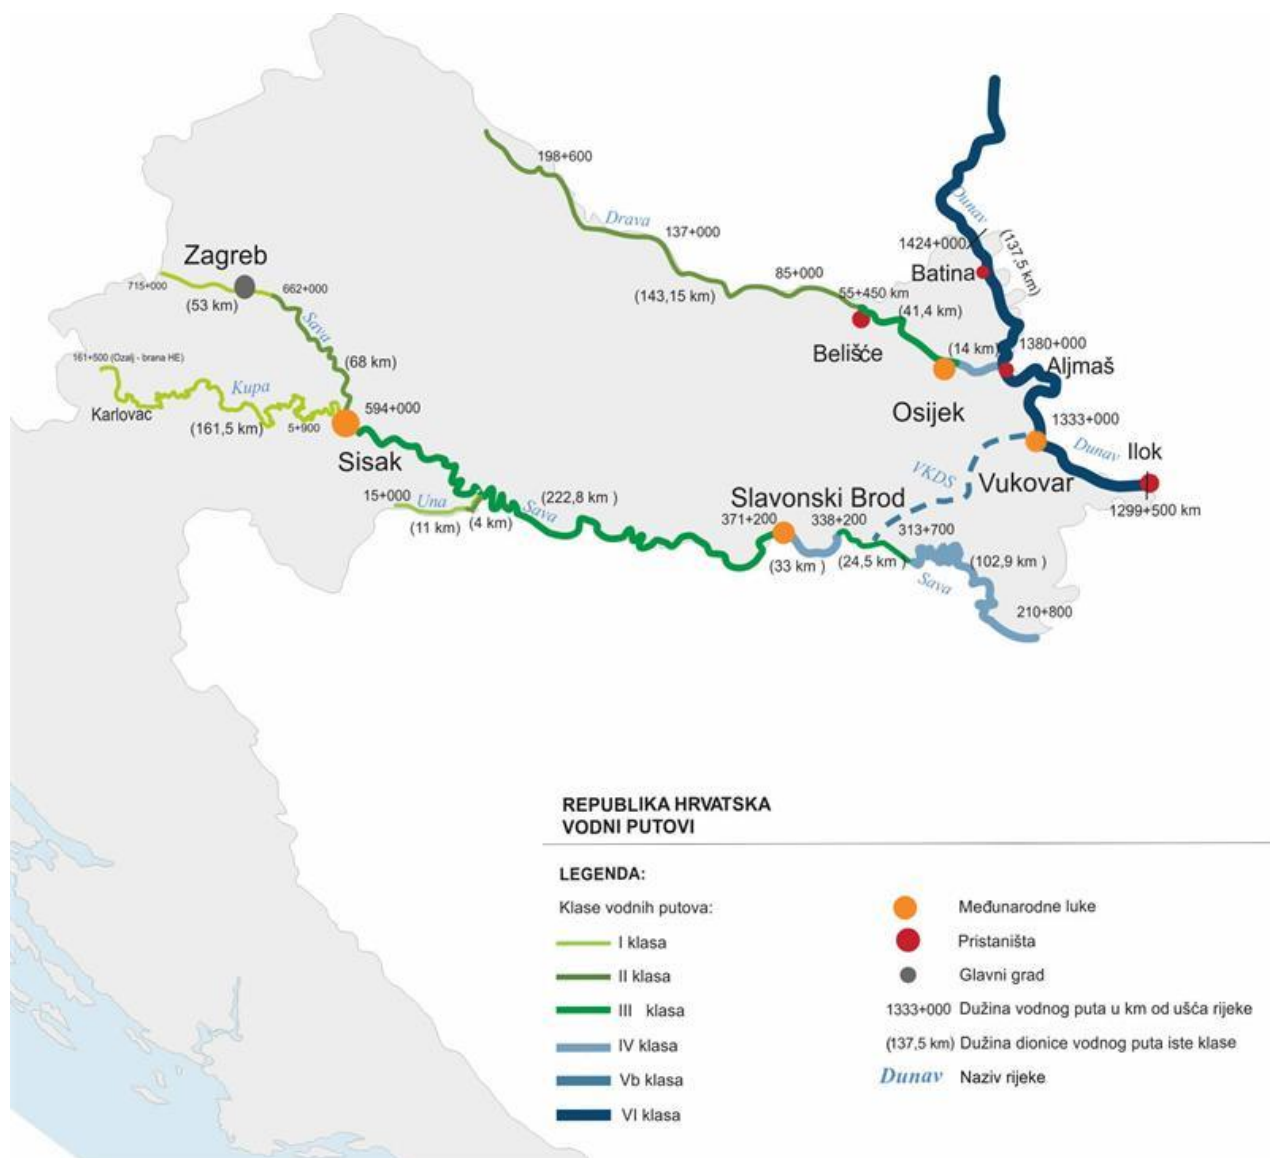 198+600
Drava
137+000
Dunav
(137,5 km)
1424+000
Zagreb
715+000
662+000
(53 km)
Sava
85+000
(143,15 km)
55+450 km
(41,4 km)
Batina
Belišće
(14 km)
1380+000
Aljmaš
161+500 (Ozalj - brana HE)
(68 km)
Kupa
Karlovac
(161,5 km)
5+900
594+000
Sisak
Osijek
1333+000
Dunav
Ilok
VKDS
Vukovar
1299+500 km
15+000
Una
(11 km)
(4 km)
Sava
(222,8 km )
Slavonski Brod
371+200
338+200
313+700
(33 km )
(24,5 km )
(102,9 km )
Sava
210+800
REPUBLIKA HRVATSKA
VODNI PUTOVI
LEGENDA:
Klase vodnih putova:
I klasa
II klasa
III klasa
IV klasa
Vb klasa
VI klasa
Međunarodne luke
Pristaništa
Glavni grad
1333+000 Dužina vodnog puta u km od ušća rijeke
(137,5 km) Dužina dionice vodnog puta iste klase
Dunav Naziv rijeke